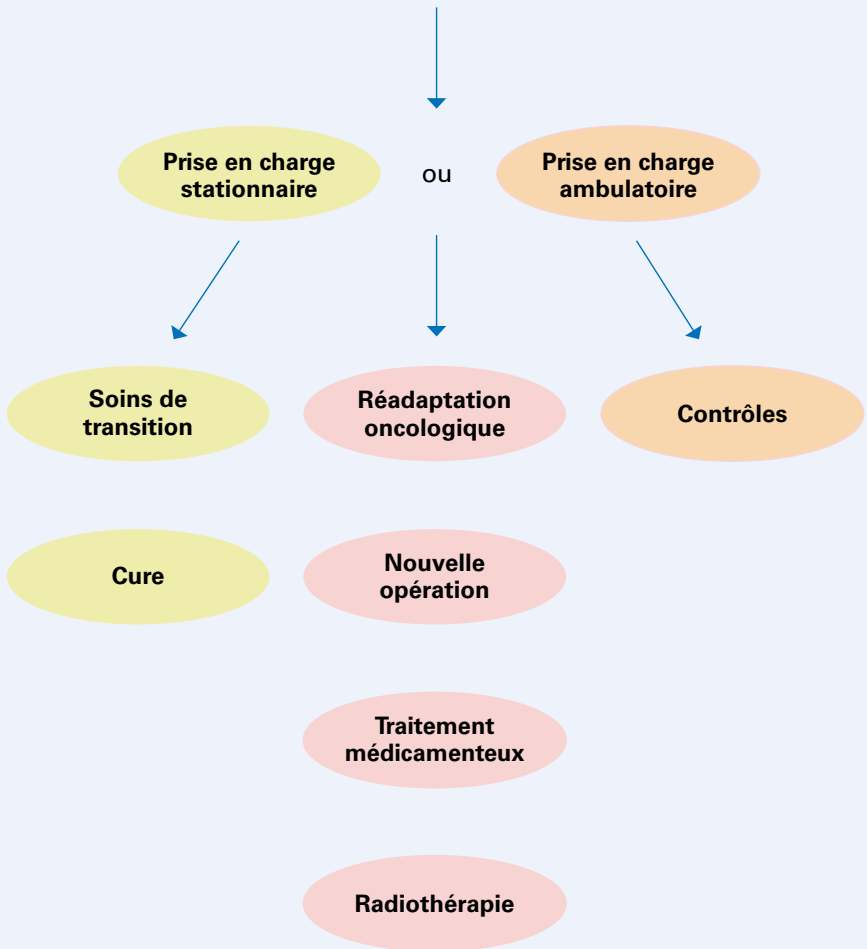 Prise en charge
stationnaire
ou
Prise en charge
ambulatoire
Soins de
transition
Réadaptation
oncologique
Contrôles
Cure
Nouvelle
opération
Traitement
médicamenteux
Radiothérapie